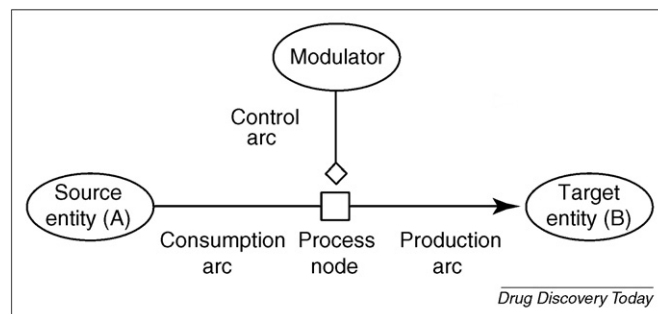 Modulator
Control
arc
Source
entity (A)
Target
entity (B)
Consumption
arc
Process
node
Production
arc
Drug Discovery Today